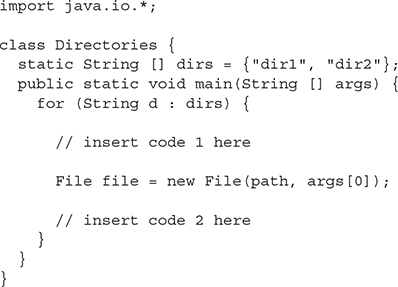 import java.io.*;

class Directories {
  static String [] dirs = {"dir1", "dir2"};
  public static void main(String [] args) {
    for (String d : dirs) {

      // insert code 1 here

      File file = new File(path, args[0]);

      // insert code 2 here
    }
  }
}